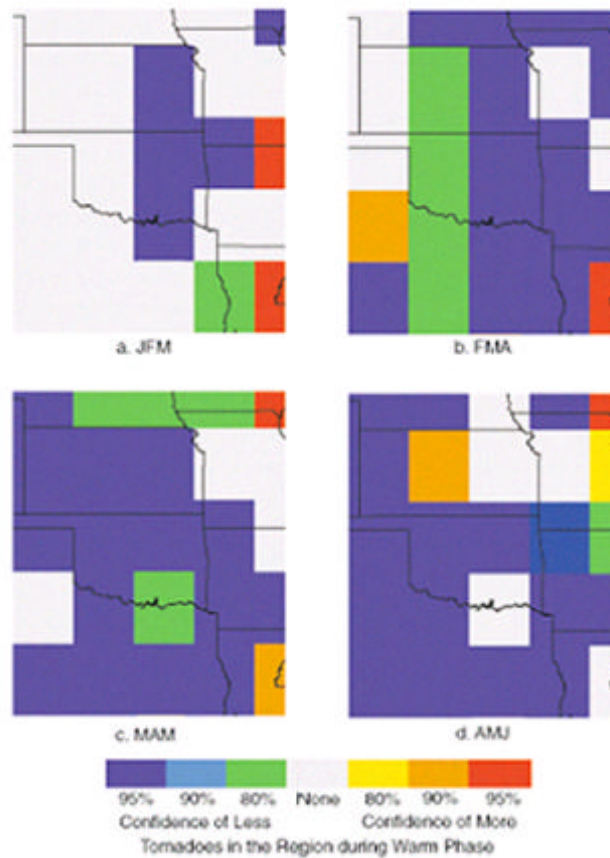 a. JFM
b. FMA
c. MAM
d. AMJ
95% 90% 80% None 80% 90% 95%
Confidence of Less Confidence of More
Tornadoes in the Region during Warm Phase